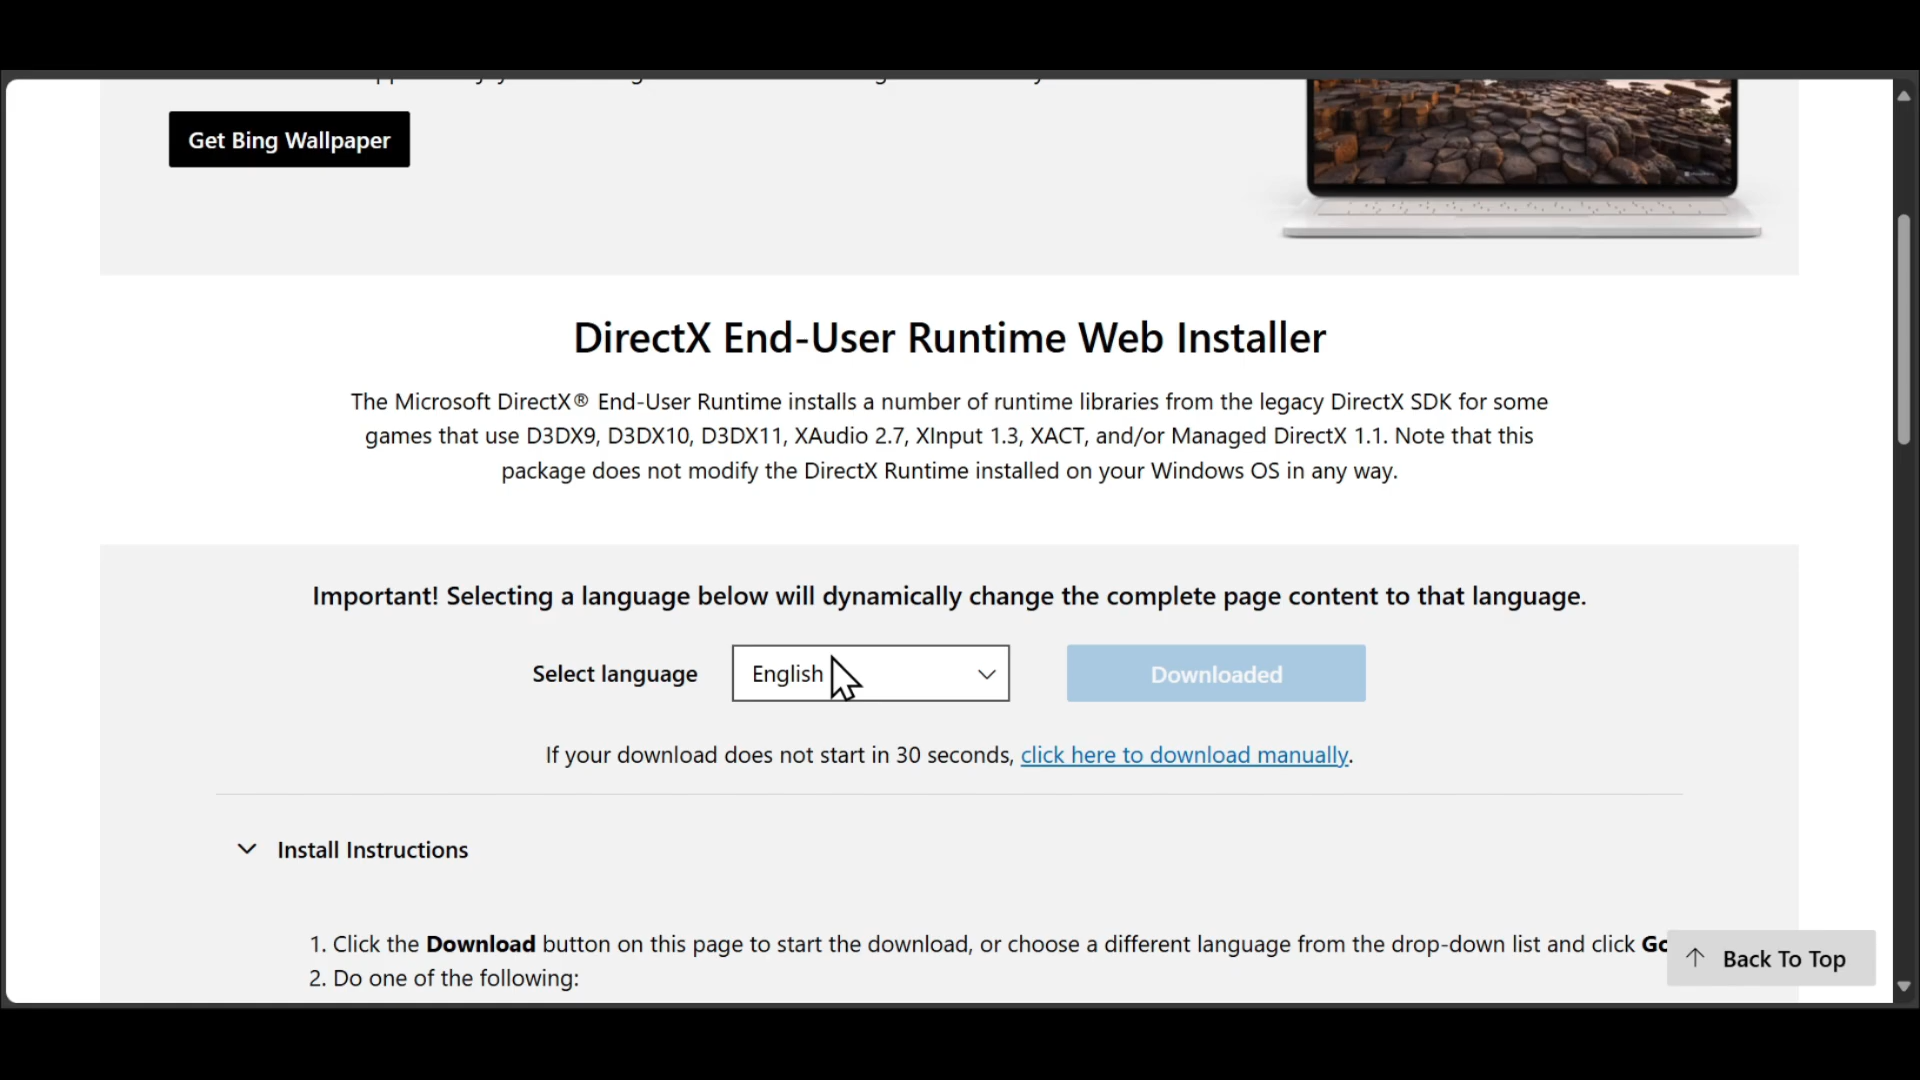 Get Bing Wallpaper
DirectX End-User Runtime Web Installer
The Microsoft DirectX® End-User Runtime installs a number of runtime libraries from the legacy DirectX SDK for some
games that use D3DX9, D3DX10, D3DX11, XAudio 2.7, XInput 1.3, XACT, and/or Managed DirectX 1.1. Note that this
package does not modify the DirectX Runtime installed on your Windows OS in any way.
Important! Selecting a language below will dynamically change the complete page content to that language.
Select language English Downloaded
If your download does not start in 30 seconds, click here to download manually.
Install Instructions
1. Click the Download button on this page to start the download, or choose a different language from the drop-down list and click
2. Do one of the following:
Back To Top